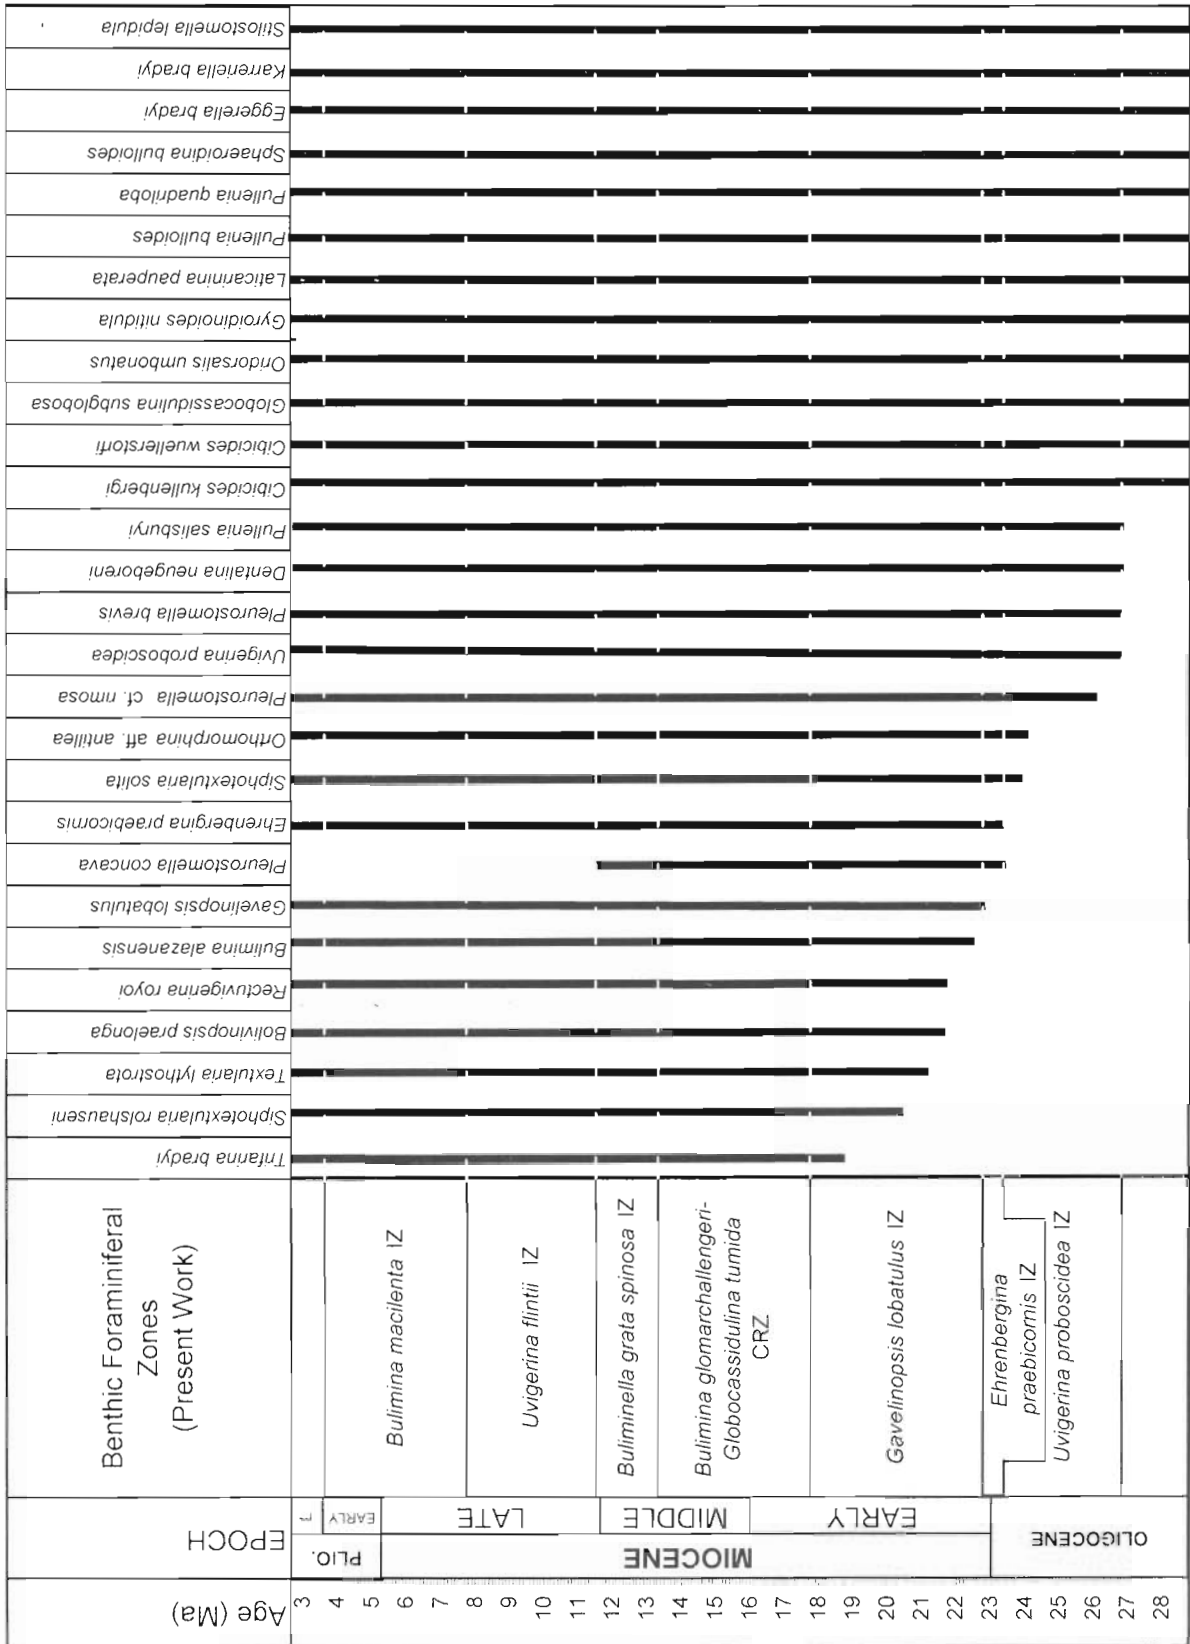 Age (Ma)
3
4
5
6
7
8
9
10
11
12
13
14
15
16
17
18
19
20
21
22
23
24
25
26
27
28
EPOCH
PLIO.
MIOCENE
OLIGOCENE
EARLY
LATE
MIDDLE
EARLY
Benthic Foraminiferal
Zones
(Present Work)
Bulimina macilenta IZ
Uvigerina flintii IZ
Buliminella grata spinosa IZ
Bulimina glomarchallengeri-
Globocassidulina tumida
CRZ
Gavelinopsis lobatulus IZ
Ehrenbergina
praebicornis IZ
Uvigerina proboscidea IZ
Trifarina bradyi
Siphotextularia rolshauseni
Textularia lythostrota
Bolivinopsis praelonga
Rectuvigerina royoi
Bulimina alazanensis
Gavelinopsis lobatulus
Pleurostomella concava
Ehrenbergina praebicornis
Siphotextularia solita
Orthomorphina aff. antillea
Pleurostomella cf. rimosa
Uvigerina proboscidea
Pleurostomella brevis
Dentalina neugeboreni
Pullenia salisburyi
Cibicides kullenbergi
Cibicides wuellerstorfi
Globocassidulina subglobosa
Oridorsalis umbonatus
Gyroidinoides nitidula
Laticarinina pauperata
Pullenia bulloides
Pullenia quadriloba
Sphaeroidina bulloides
Eggerella bradyi
Karreriella bradyi
Stilostomella lepidula